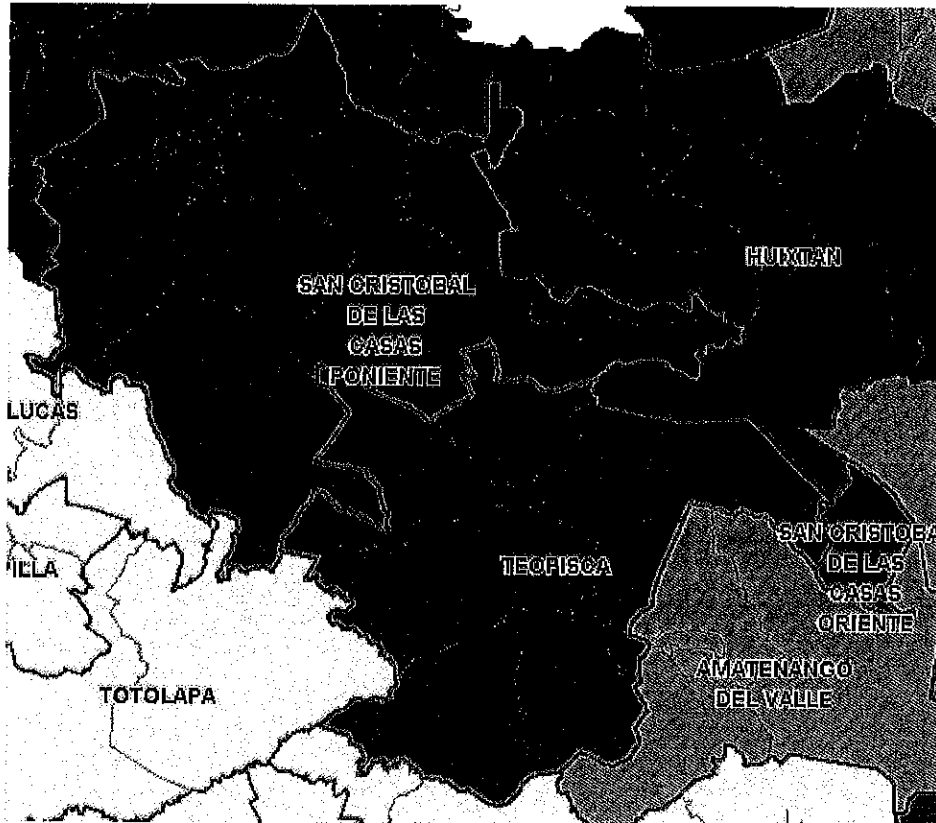 HUIXTAN
SAN CRISTOBAL
DE LAS
CASAS
PONIENTE
LUCAS
SAN CRISTOBA
DE LAS
CASAS
ORIENTE
TEOPISCA
ILLA
AMATENANGO
DEL VALLE
TOTOLAPA